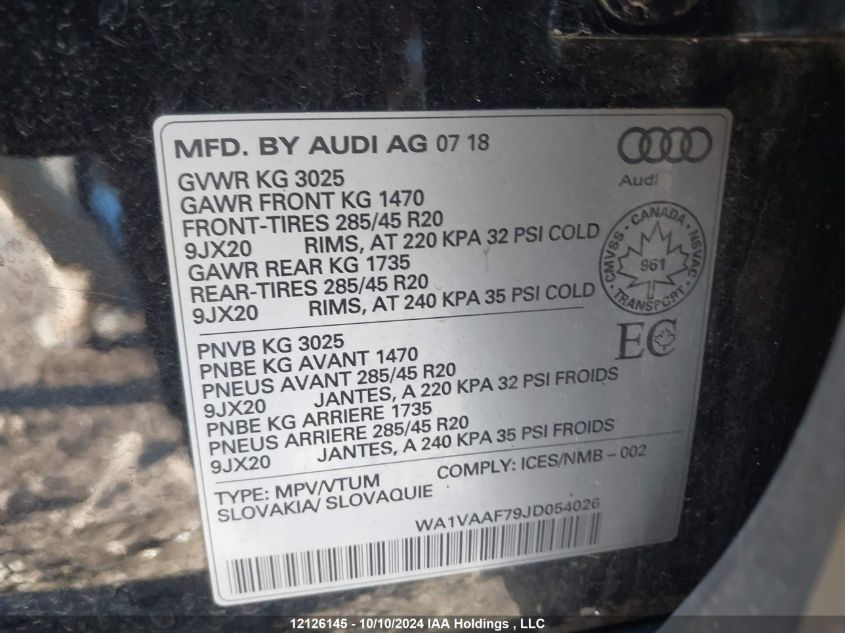 MFD. BY AUDI AG 07 18
Audi
GVWR KG 3025
GAWR FRONT KG 1470
FRONT-TIRES 285/45 R20
9JX20 RIMS, AT 220 KPA 32 PSI COLD
GAWR REAR KG 1735
REAR-TIRES 285/45 R20
9JX20 RIMS, AT 240 KPA 35 PSI COLD
CMVSS - CANADA - NSVAC
961
TRANSPORT
EC
PNVB KG 3025
PNBE KG AVANT 1470
PNEUS AVANT 285/45 R20
9JX20 JANTES, A 220 KPA 32 PSI FROIDS
PNBE KG ARRIERE 1735
PNEUS ARRIERE 285/45 R20
9JX20 JANTES, A 240 KPA 35 PSI FROIDS
TYPE: MPV/VTUM COMPLY: ICES/NMB - 002
SLOVAKIA/ SLOVAQUIE
WA1VAAF79JD054026
12126145 - 10/10/2024 IAA Holdings , LLC